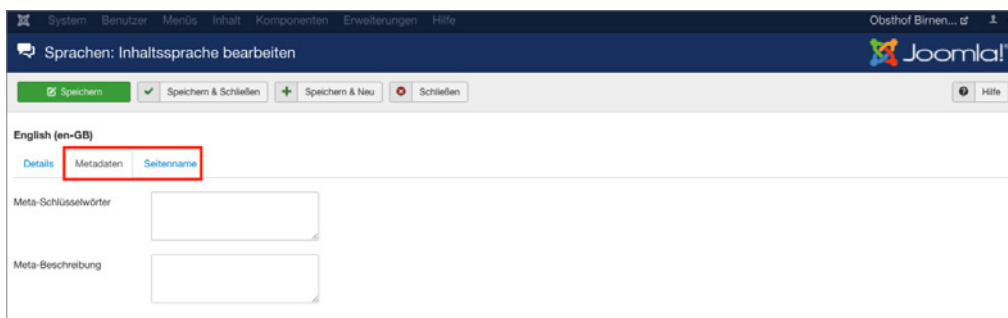 System Benutzer Menüs Inhalt Komponenten Erweiterungen Hilfe Obsthof Birnen...
Sprachen: Inhaltssprache bearbeiten Joomla!
Speichern Speichern & Schließen Speichern & Neu Schließen Hilfe
English (en-GB)
Details Metadaten Seitenname
Meta-Schlüsselwörter
Meta-Beschreibung